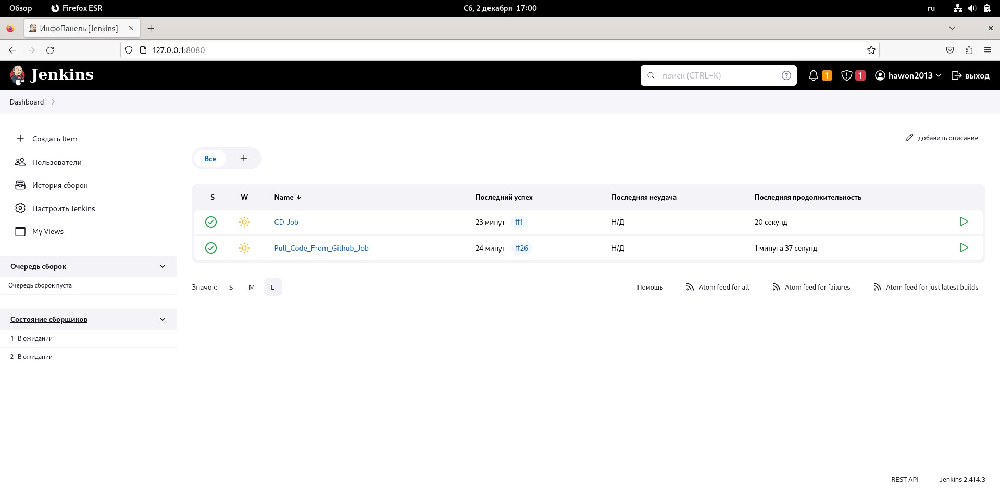 Обзор Firefox ESR Сб, 2 декабря 17:00 ru
ИнфоПанель [Jenkins]
127.0.0.1:8080
Jenkins поиск (CTRL+K) 1 1 hawon2013 выход
Dashboard
Создать Item добавить описание
Все
Пользователи
История сборок
Настроить Jenkins
My Views
S W Name ↓ Последний успех Последняя неудача Последняя продолжительность
CD-Job 23 минут #1 Н/Д 20 секунд
Pull_Code_From_Github_Job 24 минут #26 Н/Д 1 минута 37 секунд
Очередь сборок
Очередь сборок пуста
Значок: S M L Помощь Atom feed for all Atom feed for failures Atom feed for just latest builds
Состояние сборщиков
1 В ожидании
2 В ожидании
REST API Jenkins 2.414.3